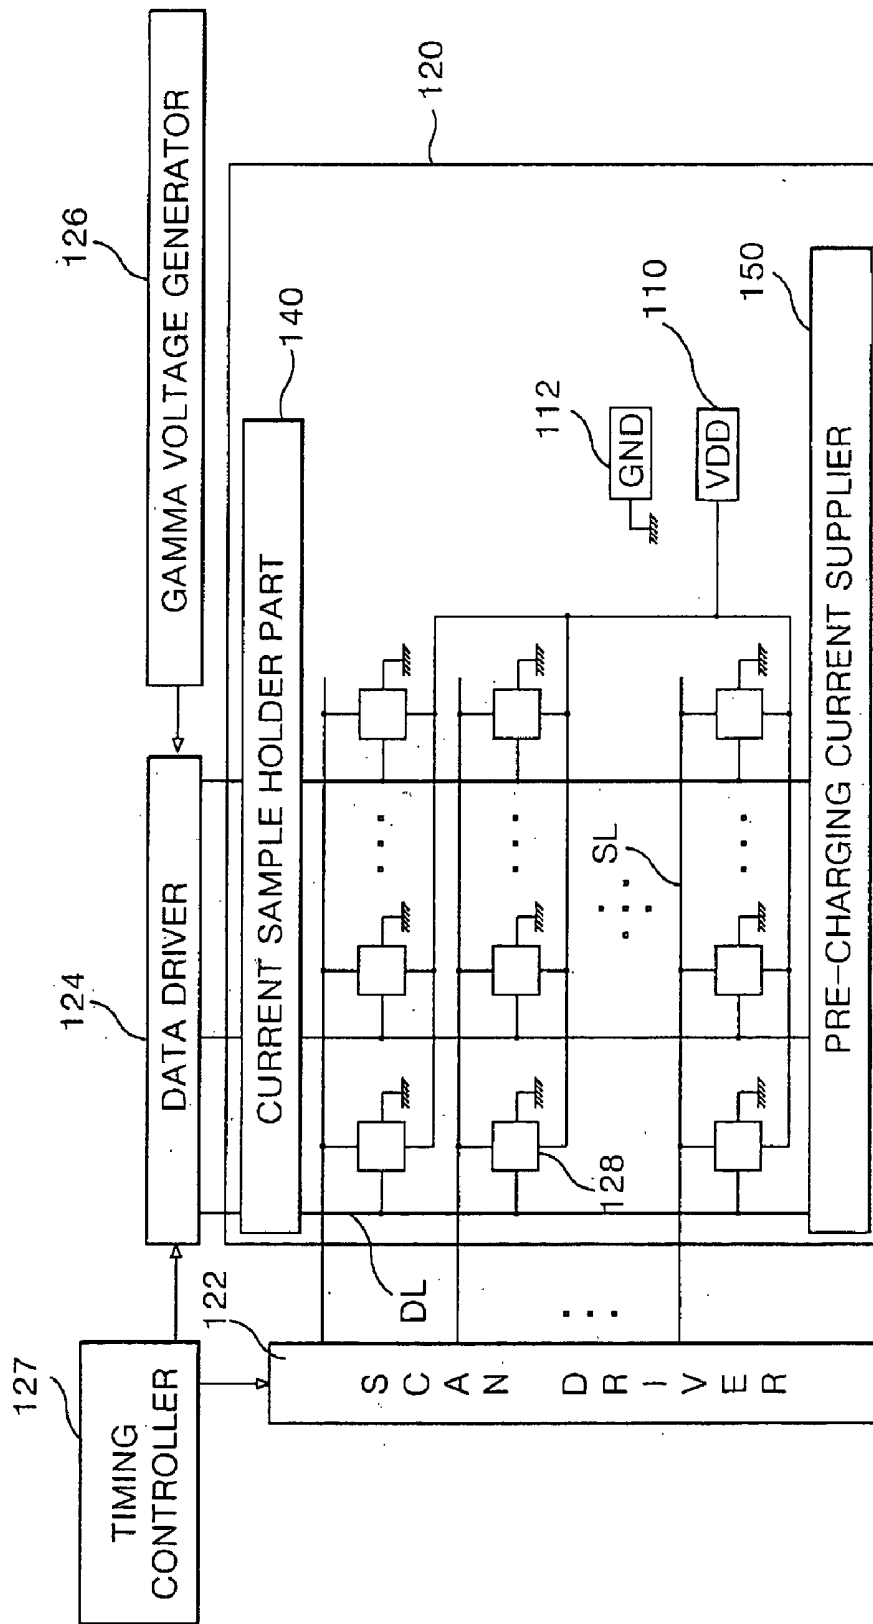 127
TIMING
CONTROLLER
124
DATA DRIVER
126
GAMMA VOLTAGE GENERATOR
122
SCAN DRIVER
140
CURRENT SAMPLE HOLDER PART
120
DL
128
SL
112
GND
110
VDD
150
PRE-CHARGING CURRENT SUPPLIER